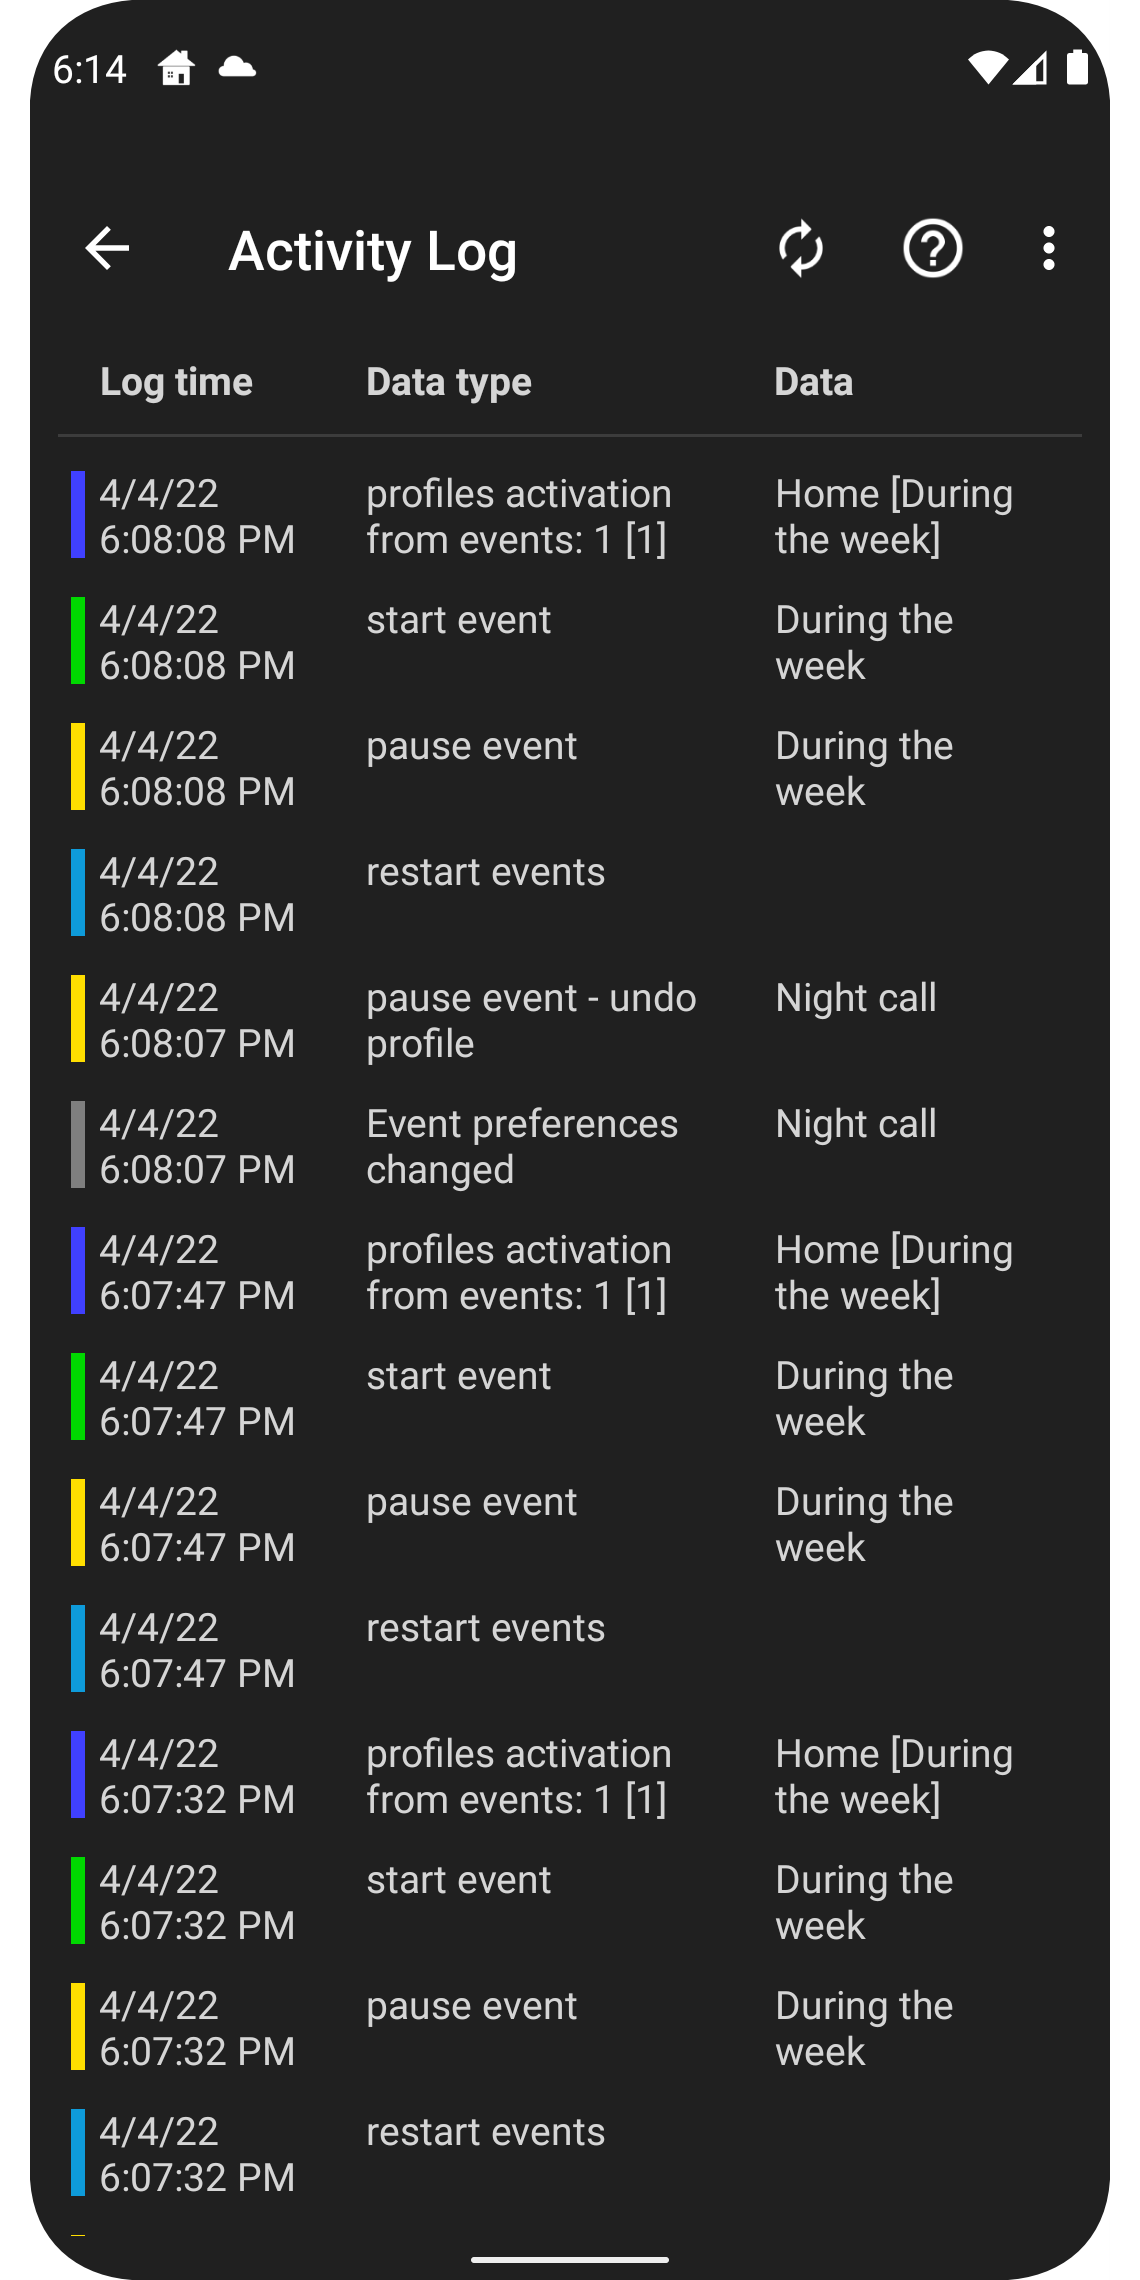 6:14
Activity Log
Log time Data type Data
4/4/22 profiles activation Home [During
6:08:08 PM from events: 1 [1] the week]
4/4/22 start event During the
6:08:08 PM week
4/4/22 pause event During the
6:08:08 PM week
4/4/22 restart events
6:08:08 PM
4/4/22 pause event - undo Night call
6:08:07 PM profile
4/4/22 Event preferences Night call
6:08:07 PM changed
4/4/22 profiles activation Home [During
6:07:47 PM from events: 1 [1] the week]
4/4/22 start event During the
6:07:47 PM week
4/4/22 pause event During the
6:07:47 PM week
4/4/22 restart events
6:07:47 PM
4/4/22 profiles activation Home [During
6:07:32 PM from events: 1 [1] the week]
4/4/22 start event During the
6:07:32 PM week
4/4/22 pause event During the
6:07:32 PM week
4/4/22 restart events
6:07:32 PM